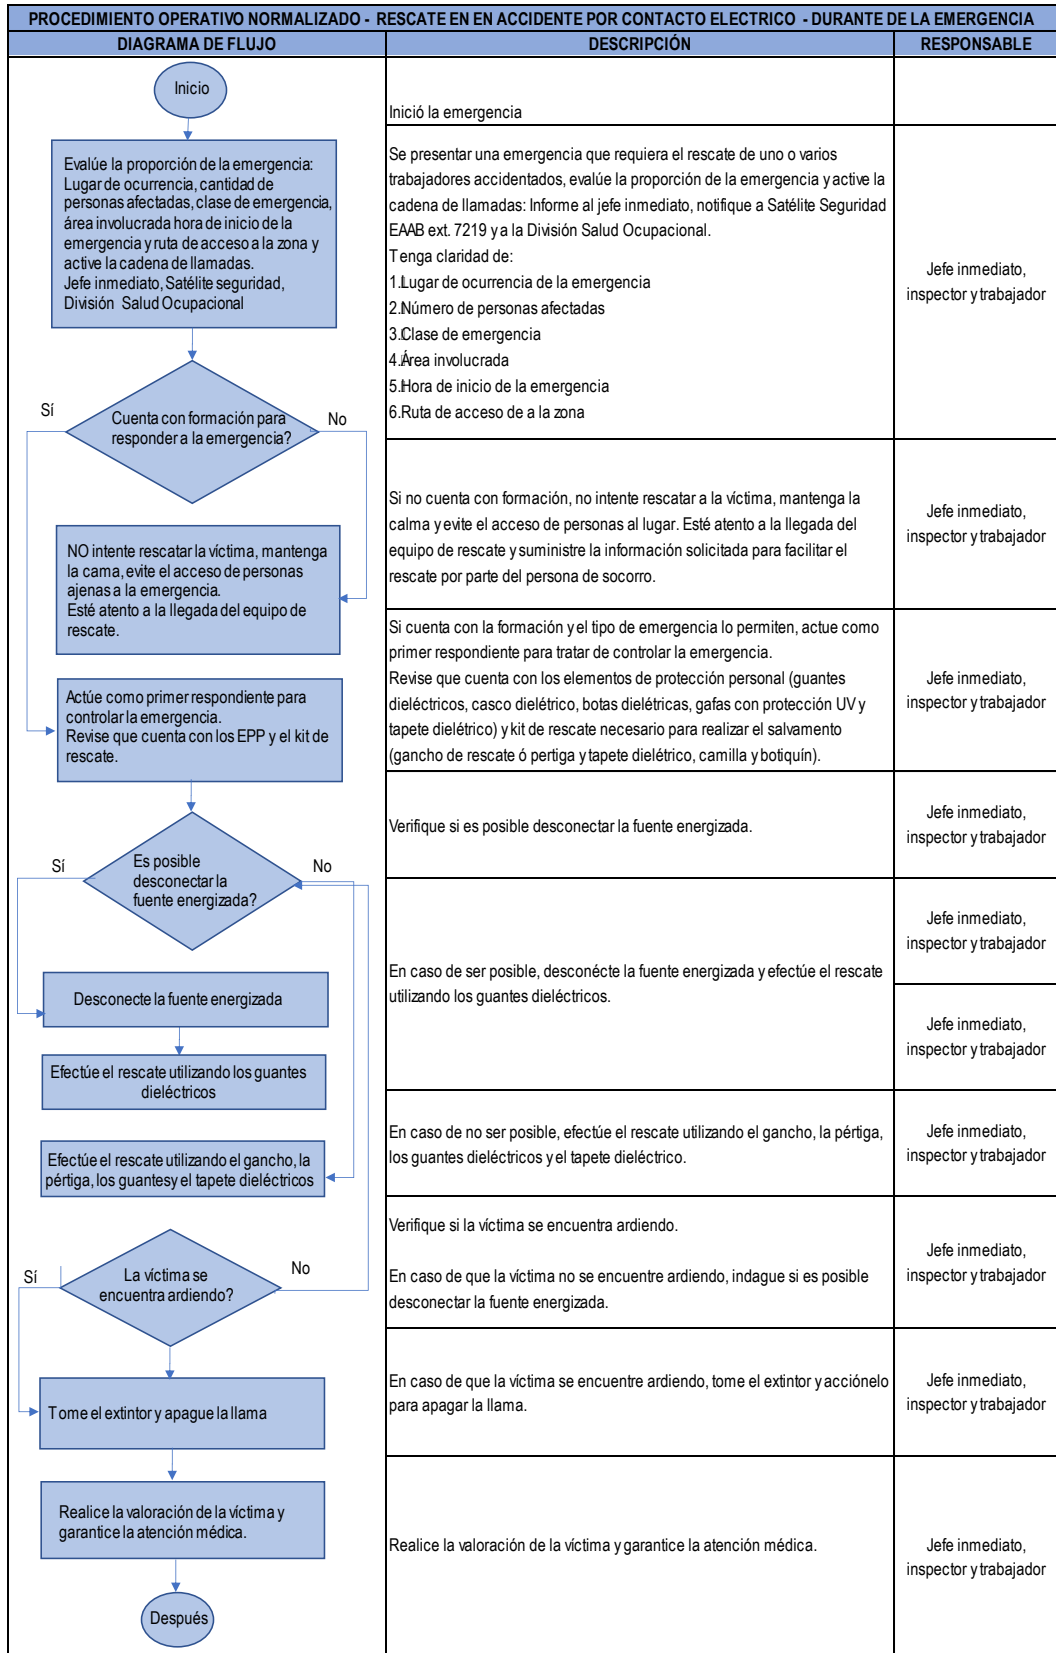 PROCEDIMIENTO OPERATIVO NORMALIZADO - RESCATE EN EN ACCIDENTE POR CONTACTO ELECTRICO - DURANTE DE LA EMERGENCIA
DIAGRAMA DE FLUJO
DESCRIPCIÓN
RESPONSABLE
Inicio
Inició la emergencia
Evalúe la proporción de la emergencia:
Lugar de ocurrencia, cantidad de
personas afectadas, clase de emergencia,
área involucrada hora de inicio de la
emergencia y ruta de acceso a la zona y
active la cadena de llamadas.
Jefe inmediato, Satélite seguridad,
División Salud Ocupacional
Se presentar una emergencia que requiera el rescate de uno o varios
trabajadores accidentados, evalúe la proporción de la emergencia y active la
cadena de llamadas: Informe al jefe inmediato, notifique a Satélite Seguridad
EAAB ext. 7219 y a la División Salud Ocupacional.
Tenga claridad de:
1.Lugar de ocurrencia de la emergencia
2.Número de personas afectadas
3.Clase de emergencia
4.Área involucrada
5.Hora de inicio de la emergencia
6.Ruta de acceso de a la zona
Jefe inmediato,
inspector y trabajador
Cuenta con formación para
responder a la emergencia?
Sí
No
NO intente rescatar la víctima, mantenga
la cama, evite el acceso de personas
ajenas a la emergencia.
Esté atento a la llegada del equipo de
rescate.
Si no cuenta con formación, no intente rescatar a la víctima, mantenga la
calma y evite el acceso de personas al lugar. Esté atento a la llegada del
equipo de rescate y suministre la información solicitada para facilitar el
rescate por parte del persona de socorro.
Jefe inmediato,
inspector y trabajador
Actúe como primer respondiente para
controlar la emergencia.
Revise que cuenta con los EPP y el kit de
rescate.
Si cuenta con la formación y el tipo de emergencia lo permiten, actue como
primer respondiente para tratar de controlar la emergencia.
Revise que cuenta con los elementos de protección personal (guantes
dieléctricos, casco dielétrico, botas dielétricas, gafas con protección UV y
tapete dielétrico) y kit de rescate necesario para realizar el salvamento
(gancho de rescate ó pertiga y tapete dielétrico, camilla y botiquín).
Jefe inmediato,
inspector y trabajador
Es posible
desconectar la
fuente energizada?
Sí
No
Verifique si es posible desconectar la fuente energizada.
Jefe inmediato,
inspector y trabajador
Desconecte la fuente energizada
Efectúe el rescate utilizando los guantes
dieléctricos
En caso de ser posible, desconécte la fuente energizada y efectúe el rescate
utilizando los guantes dieléctricos.
Jefe inmediato,
inspector y trabajador
Jefe inmediato,
inspector y trabajador
Efectúe el rescate utilizando el gancho, la
pértiga, los guantesy el tapete dieléctricos
En caso de no ser posible, efectúe el rescate utilizando el gancho, la pértiga,
los guantes dieléctricos y el tapete dieléctrico.
Jefe inmediato,
inspector y trabajador
La víctima se
encuentra ardiendo?
Sí
No
Verifique si la víctima se encuentra ardiendo.
En caso de que la víctima no se encuentre ardiendo, indague si es posible
desconectar la fuente energizada.
Jefe inmediato,
inspector y trabajador
Tome el extintor y apague la llama
En caso de que la víctima se encuentre ardiendo, tome el extintor y acciónelo
para apagar la llama.
Jefe inmediato,
inspector y trabajador
Realice la valoración de la víctima y
garantice la atención médica.
Realice la valoración de la víctima y garantice la atención médica.
Jefe inmediato,
inspector y trabajador
Después